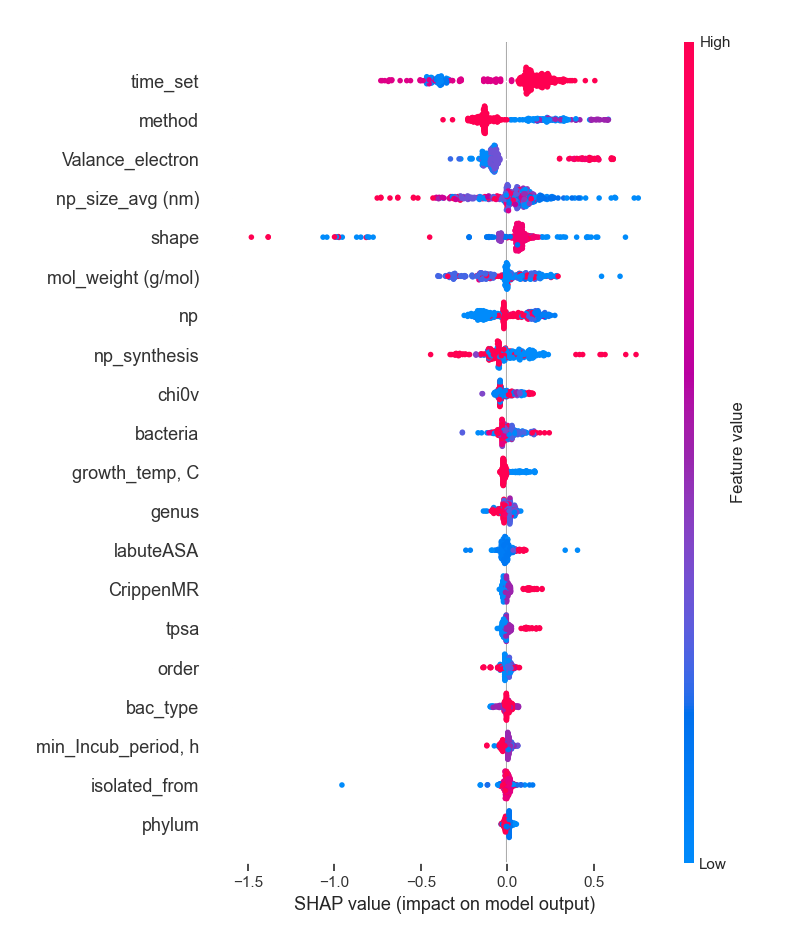 High
time_set
method
Valance_electron
np_size_avg (nm)
shape
mol_weight (g/mol)
np
np_synthesis
chi0v
bacteria
growth_temp, C
genus
labuteASA
CrippenMR
tpsa
order
bac_type
min_Incub_period, h
isolated_from
phylum
Feature value
Low
−1.5 −1.0 −0.5 0.0 0.5
SHAP value (impact on model output)